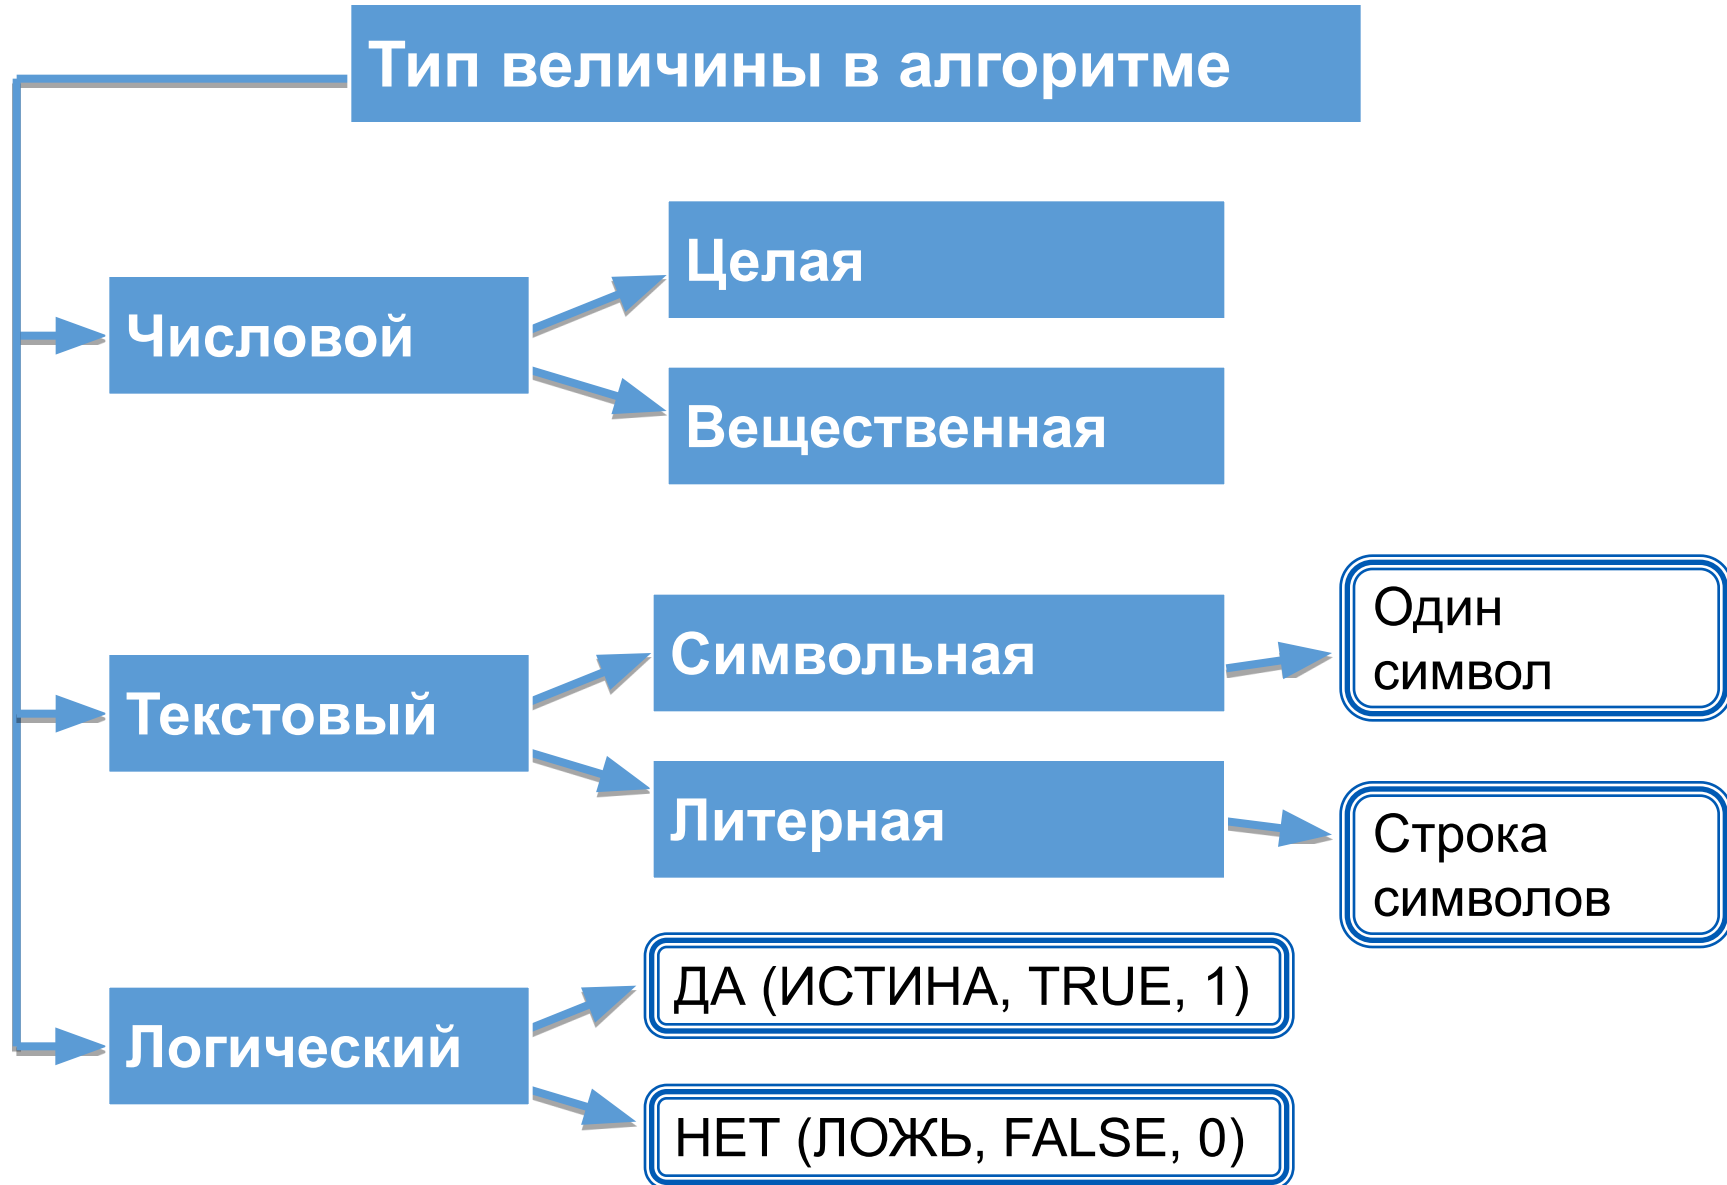 Тип величины в алгоритме
Числовой
Целая
Вещественная
Текстовый
Символьная
Один
символ
Литерная
Строка
символов
Логический
ДА (ИСТИНА, TRUE, 1)
НЕТ (ЛОЖЬ, FALSE, 0)